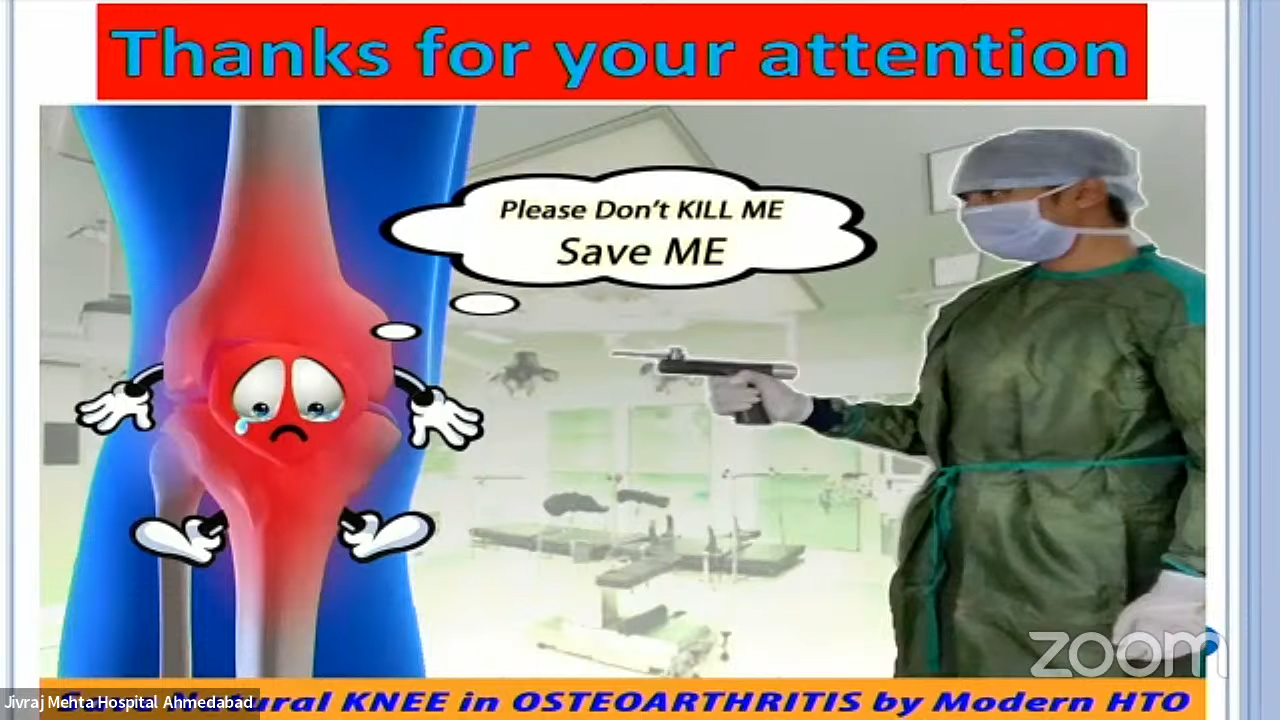 Thanks for your attention
Please Don't KILL ME
Save ME
zoom
KNEE in OSTEOARTHRITIS by Modern HTO
Jivraj Mehta Hospital Ahmedabad